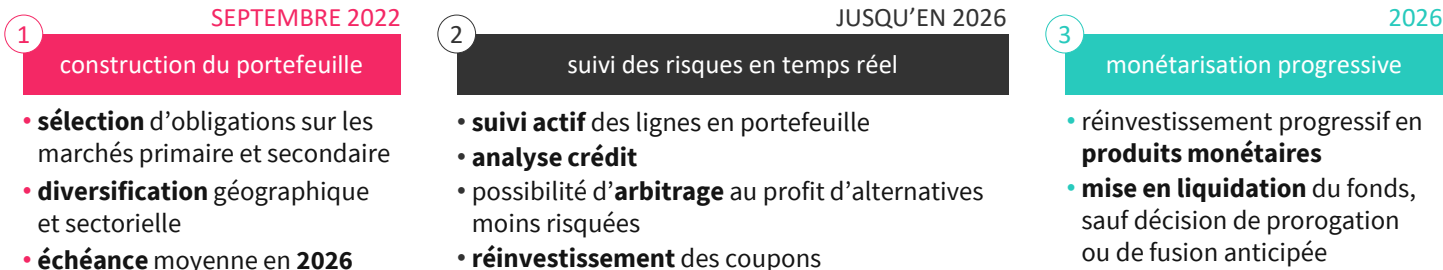 1
SEPTEMBRE 2022
construction du portefeuille
• sélection d’obligations sur les
marchés primaire et secondaire
• diversification géographique
et sectorielle
• échéance moyenne en 2026
2
JUSQU’EN 2026
suivi des risques en temps réel
• suivi actif des lignes en portefeuille
• analyse crédit
• possibilité d’arbitrage au profit d’alternatives
moins risquées
• réinvestissement des coupons
3
2026
monétarisation progressive
• réinvestissement progressif en
produits monétaires
• mise en liquidation du fonds,
sauf décision de prorogation
ou de fusion anticipée